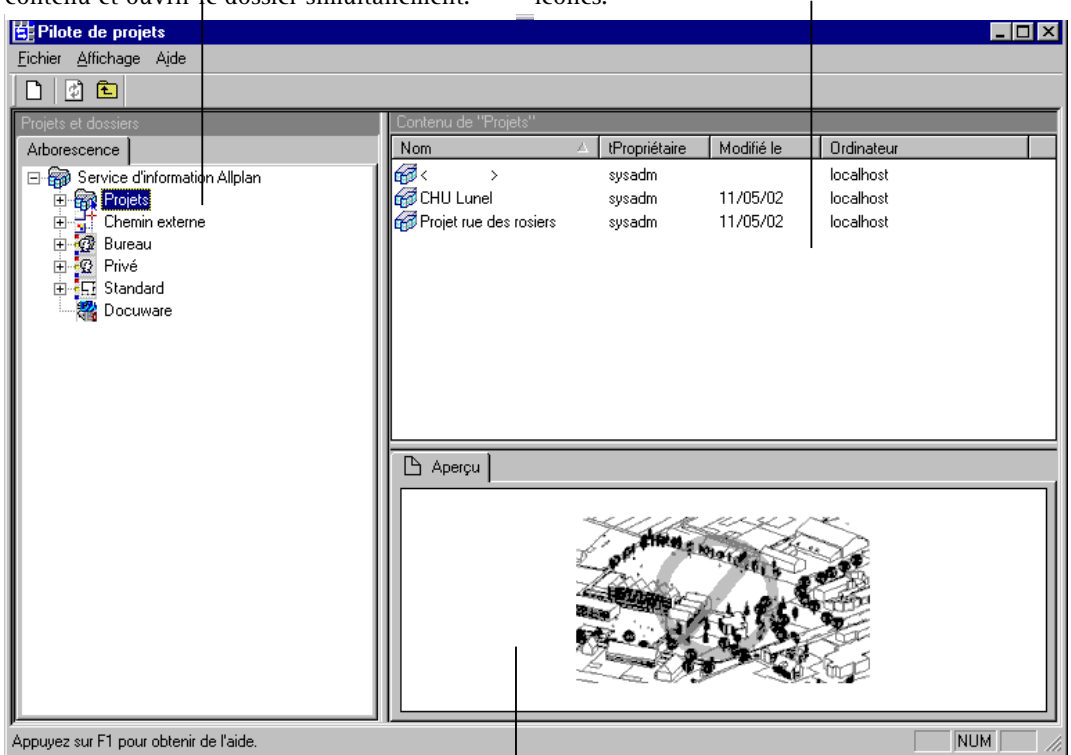 contenu et ouvrir le dossier simultanément.
icônes.
Pilote de projets
Fichier Affichage Aide
Projets et dossiers
Arborescence
Service d'information Allplan
Projets
Chemin externe
Bureau
Privé
Standard
Docuware
Contenu de "Projets"
Nom tPropriétaire Modifié le Ordinateur
< > sysadm localhost
CHU Lunel sysadm 11/05/02 localhost
Projet rue des rosiers sysadm 11/05/02 localhost
Aperçu
Appuyez sur F1 pour obtenir de l'aide.
NUM